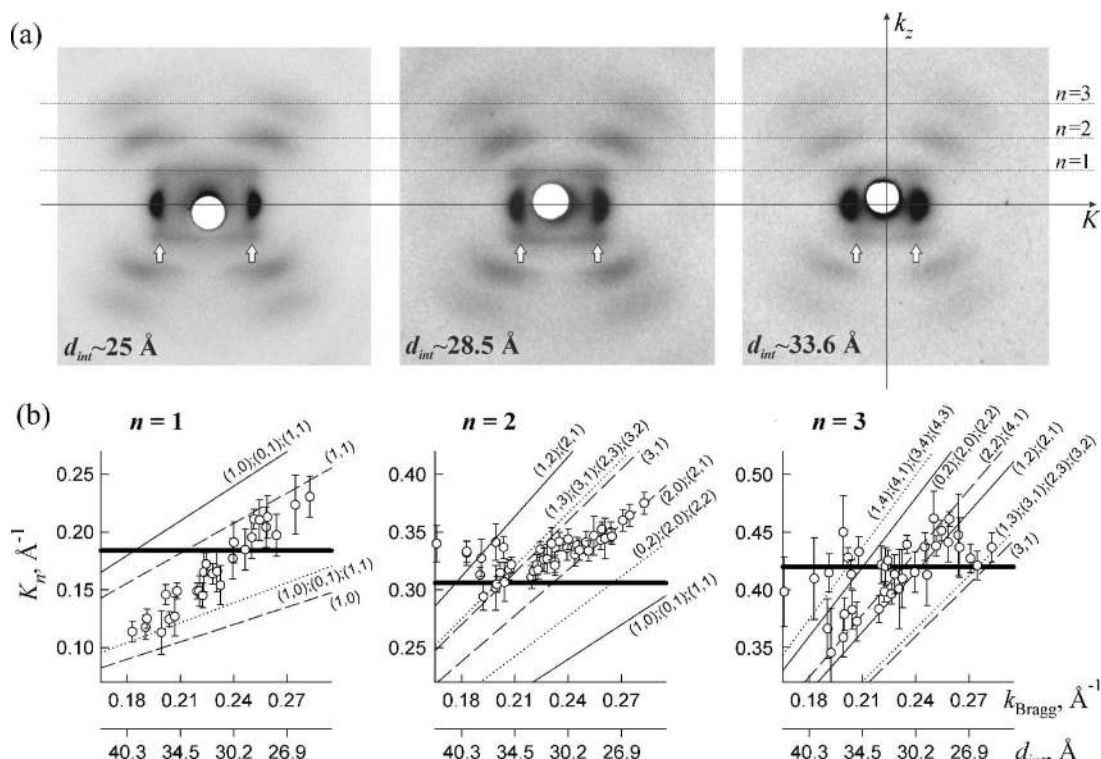 (a)
k_z
n=3
n=2
n=1
K
d_int~25 Å
d_int~28.5 Å
d_int~33.6 Å
(b)
n = 1
n = 2
n = 3
K_n, Å⁻¹
0.25
0.20
0.15
0.10
(1,0);(0,1);(1,1)
(1,1)
(1,0);(0,1);(1,1)
(1,0)
0.40
0.35
0.30
0.25
(1,2);(2,1)
(1,3);(3,1);(2,3);(3,2)
(3,1)
(2,0);(2,1)
(0,2);(2,0);(2,2)
(1,0);(0,1);(1,1)
0.45
0.40
0.35
(1,4);(4,1);(3,4);(4,3)
(0,2);(2,0);(2,2)
(2,2);(4,1)
(1,2);(2,1)
(1,3);(3,1);(2,3);(3,2)
(3,1)
0.18 0.21 0.24 0.27
0.18 0.21 0.24 0.27
0.18 0.21 0.24 0.27
k_Bragg, Å⁻¹
40.3 34.5 30.2 26.9
40.3 34.5 30.2 26.9
40.3 34.5 30.2 26.9
d_int, Å